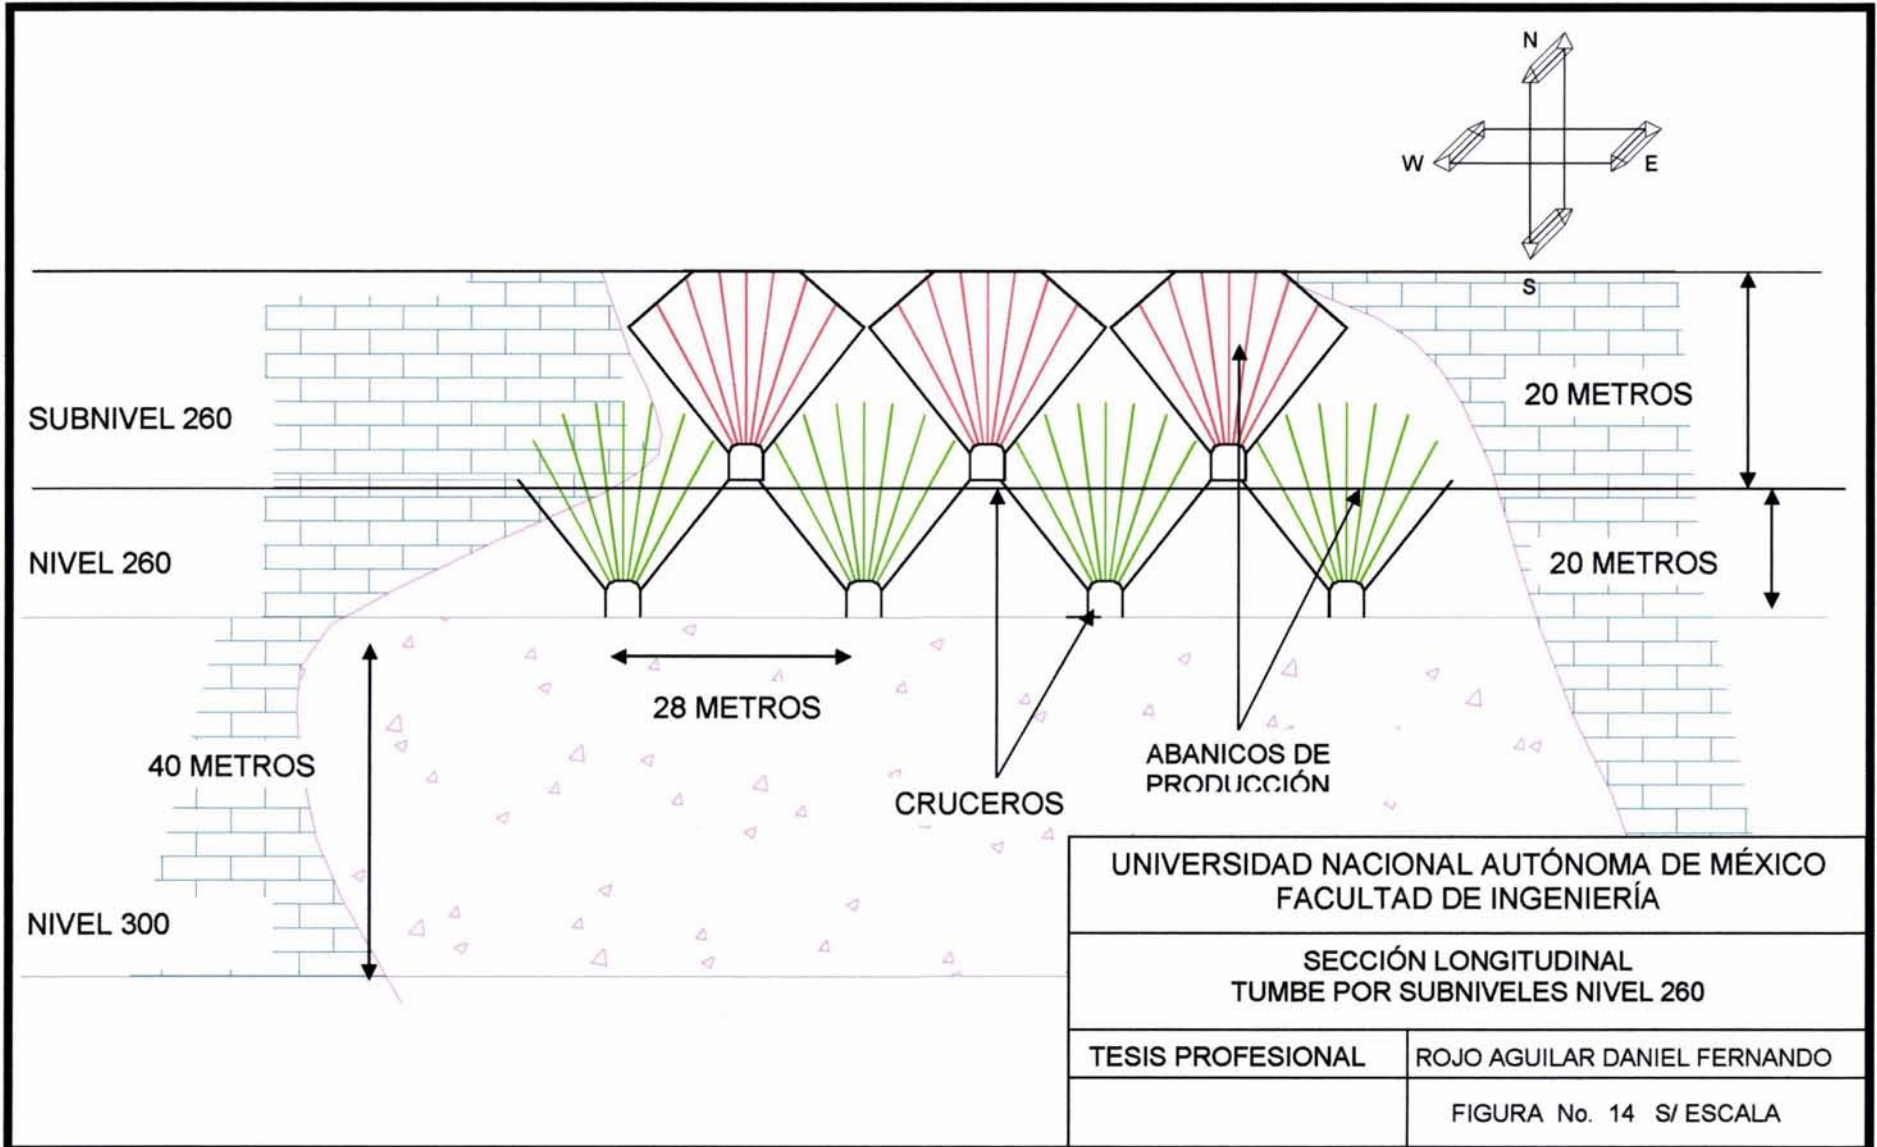 N
W
E
S
SUBNIVEL 260
20 METROS
NIVEL 260
20 METROS
28 METROS
40 METROS
ABANICOS DE
PRODUCCIÓN
CRUCEROS
NIVEL 300
UNIVERSIDAD NACIONAL AUTÓNOMA DE MÉXICO
FACULTAD DE INGENIERÍA
SECCIÓN LONGITUDINAL
TUMBE POR SUBNIVELES NIVEL 260
TESIS PROFESIONAL
ROJO AGUILAR DANIEL FERNANDO
FIGURA No. 14 S/ ESCALA